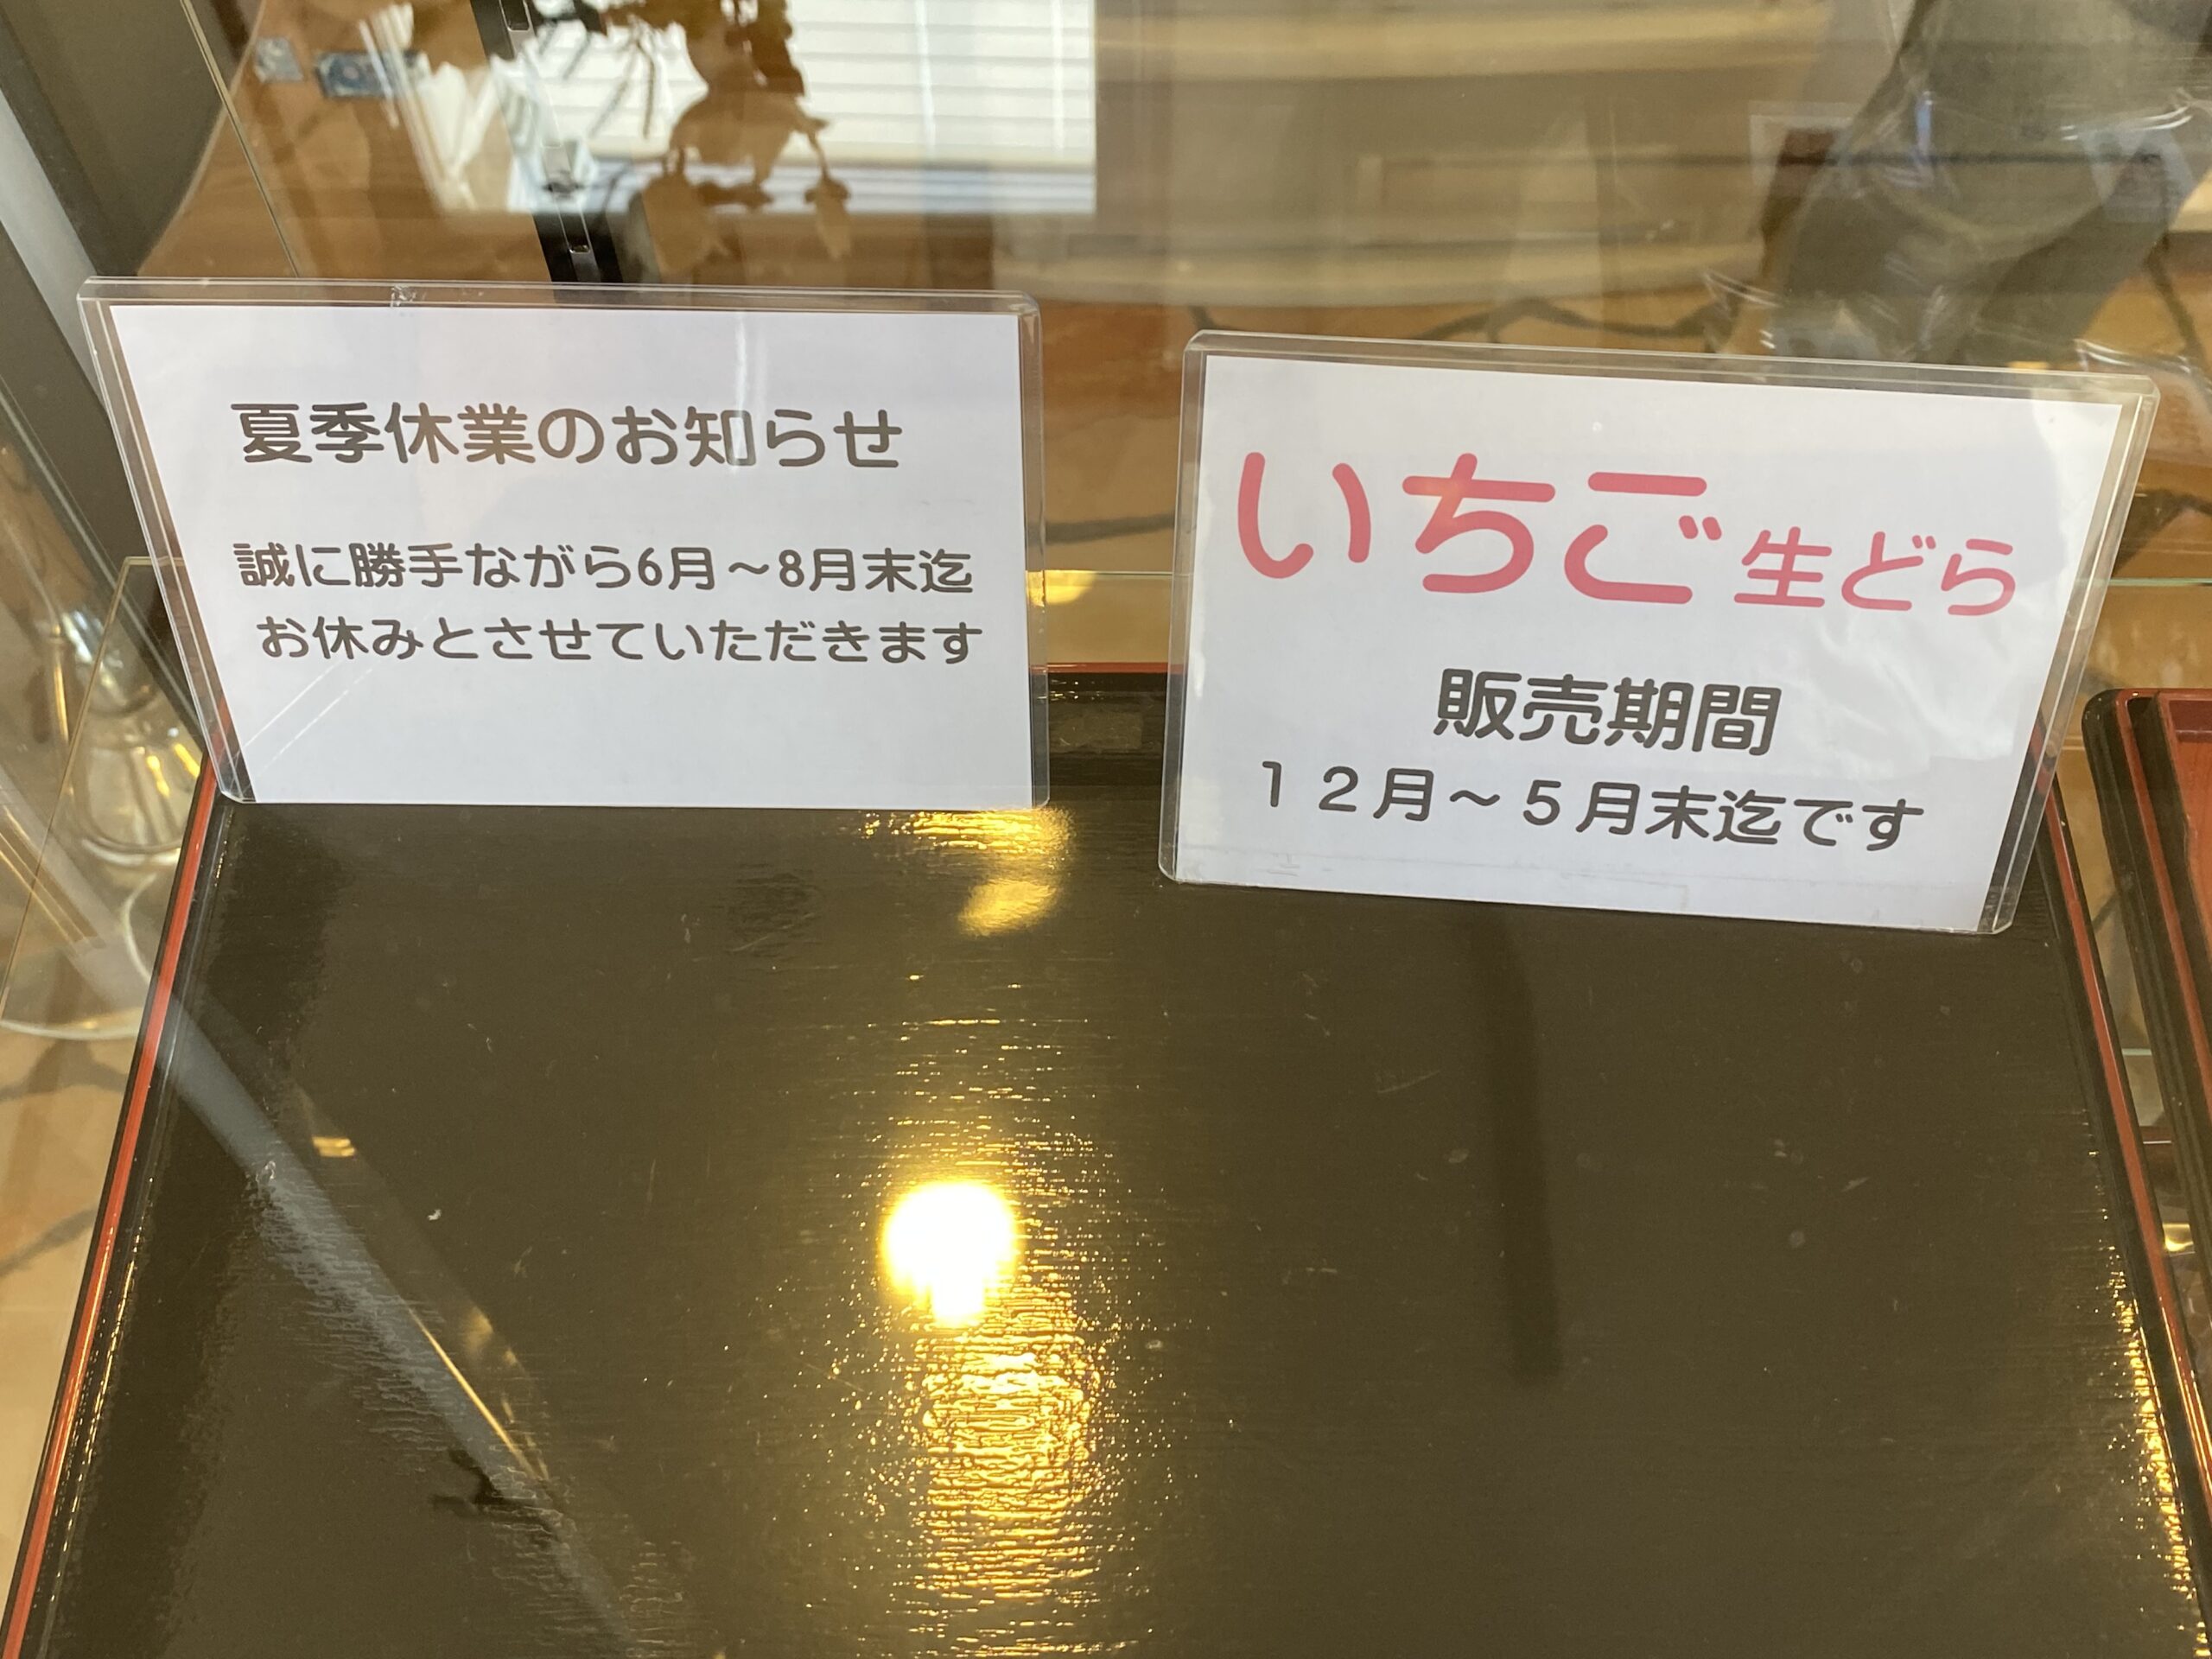 夏季休業のお知らせ
誠に勝手ながら6月～8月末迄
お休みとさせていただきます
いちご生どら
販売期間
１２月～５月末迄です